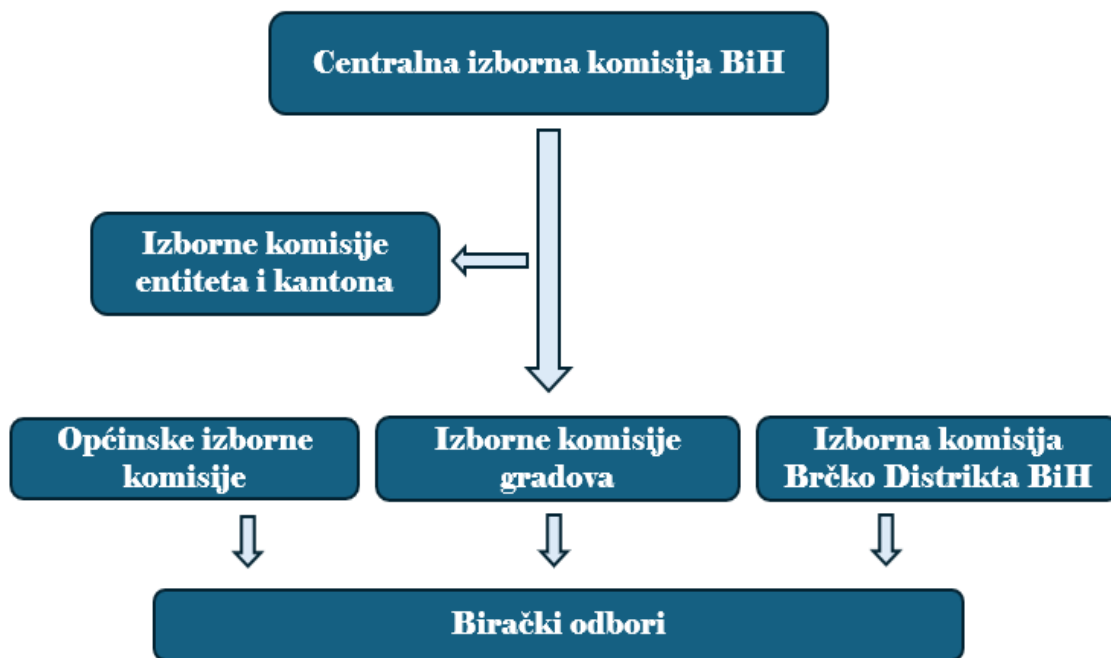 Centralna izborna komisija BiH
Izborne komisije
entiteta i kantona
Općinske izborne
komisije
Izborne komisije
gradova
Izborna komisija
Brčko Distrikta BiH
Birački odbori